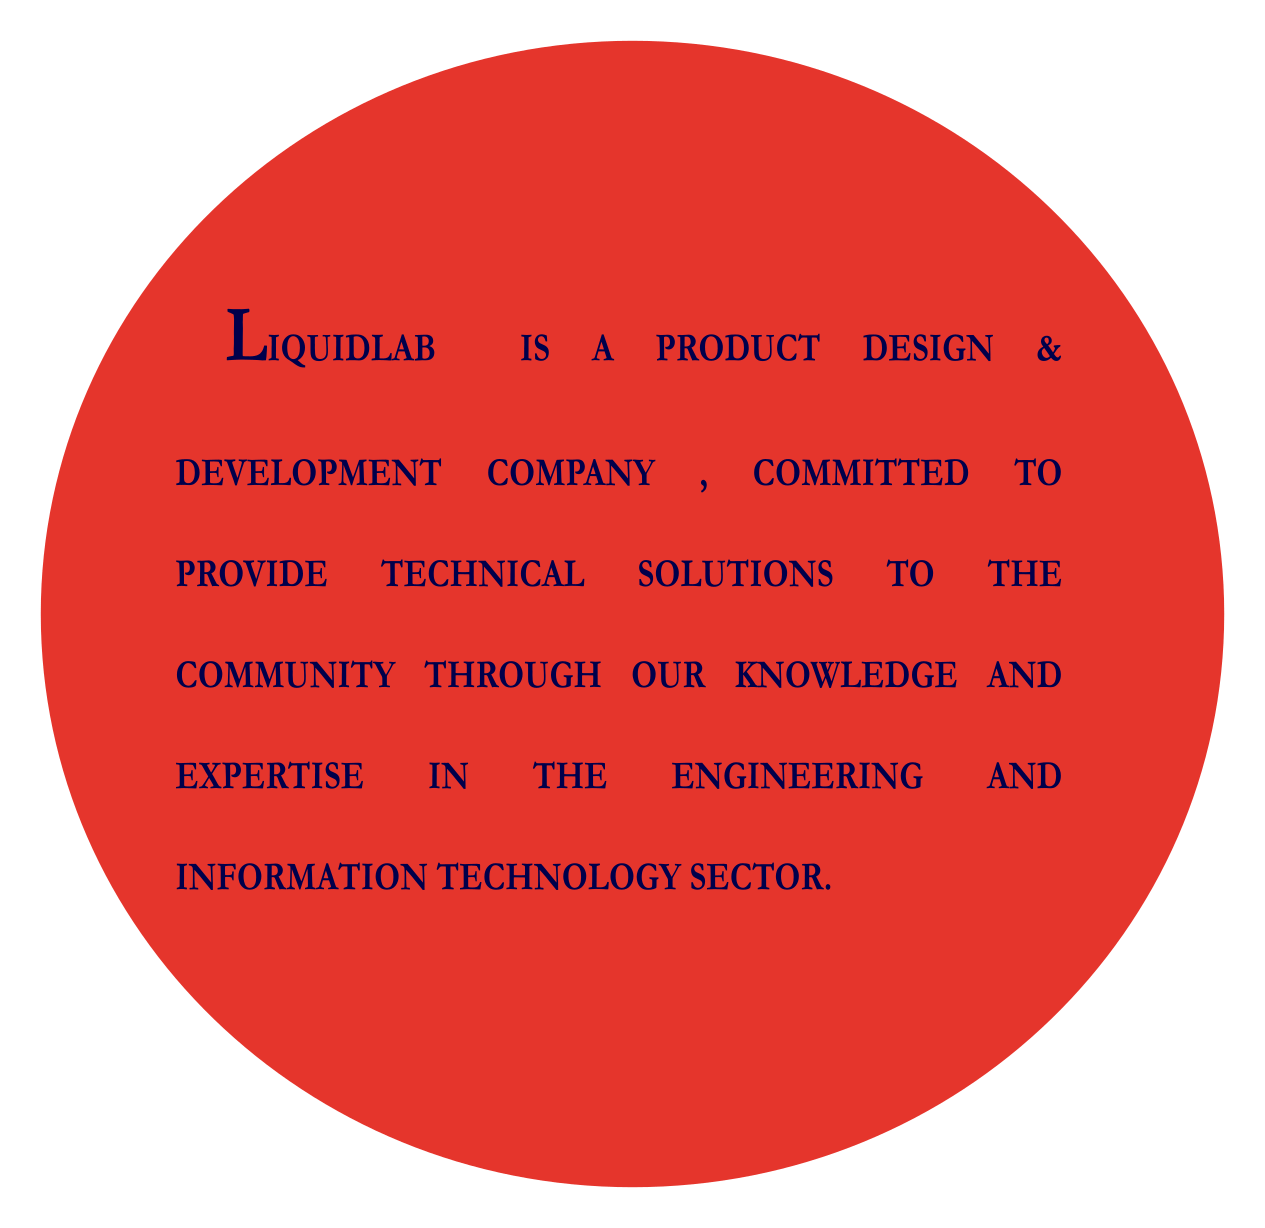 LIQUIDLAB IS A PRODUCT DESIGN &
DEVELOPMENT COMPANY , COMMITTED TO
PROVIDE TECHNICAL SOLUTIONS TO THE
COMMUNITY THROUGH OUR KNOWLEDGE AND
EXPERTISE IN THE ENGINEERING AND
INFORMATION TECHNOLOGY SECTOR.